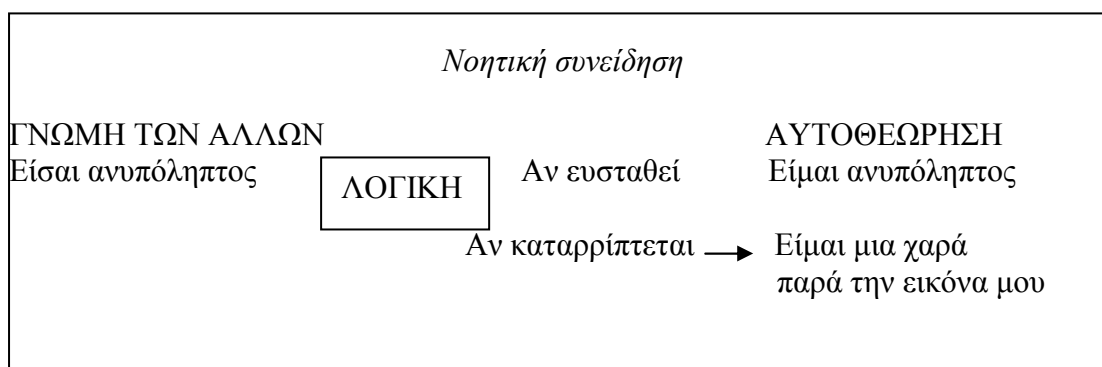 Νοητική συνείδηση
ΓΝΩΜΗ ΤΩΝ ΑΛΛΩΝ ΑΥΤΟΘΕΩΡΗΣΗ
Είσαι ανυπόληπτος ΛΟΓΙΚΗ Αν ευσταθεί Είμαι ανυπόληπτος
Αν καταρρίπτεται Είμαι μια χαρά
παρά την εικόνα μου